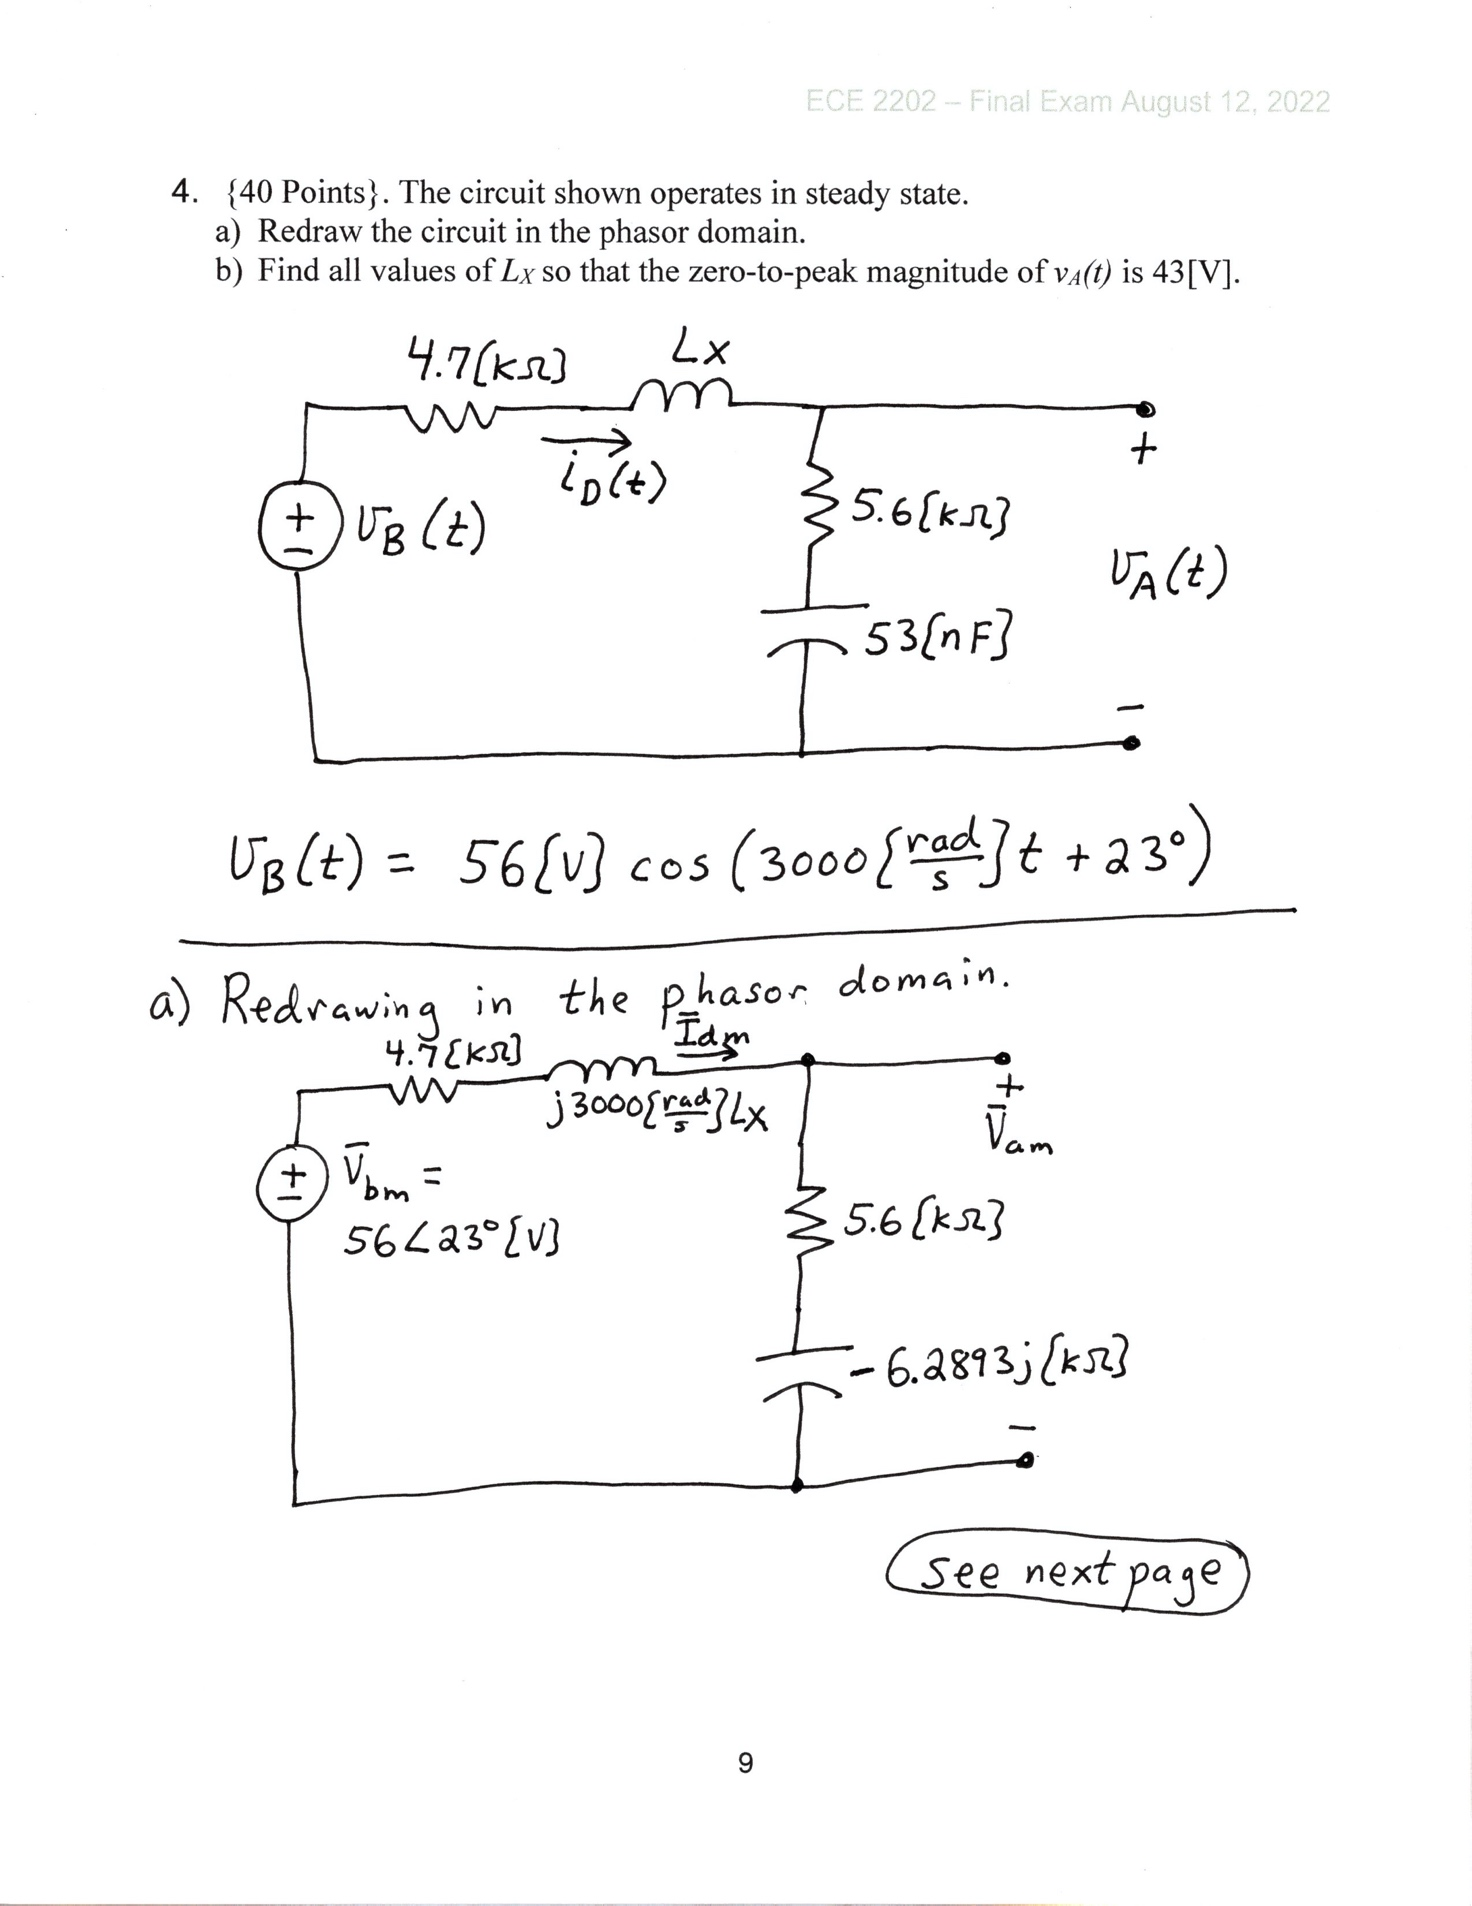 ECE 2202 – Final Exam August 12, 2022
4. {40 Points}. The circuit shown operates in steady state.
a) Redraw the circuit in the phasor domain.
b) Find all values of LX so that the zero-to-peak magnitude of vA(t) is 43[V].
4.7[kΩ]
LX
iD(t)
+
-
vB(t)
5.6[kΩ]
53[nF]
+
vA(t)
-
vB(t) = 56[V] cos(3000[rad/s]t + 23°)
a) Redrawing in the phasor domain.
Idm
4.7[kΩ]
j3000[rad/s]LX
+
-
Vbm =
56∠23°[V]
5.6[kΩ]
-6.2893j[kΩ]
+
Vam
-
see next page
9